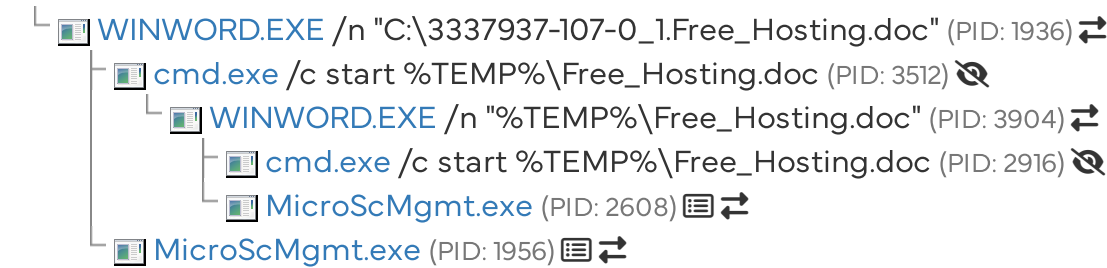 WINWORD.EXE /n "C:\3337937-107-0_1.Free_Hosting.doc" (PID: 1936)
cmd.exe /c start %TEMP%\Free_Hosting.doc (PID: 3512)
WINWORD.EXE /n "%TEMP%\Free_Hosting.doc" (PID: 3904)
cmd.exe /c start %TEMP%\Free_Hosting.doc (PID: 2916)
MicroScMgmt.exe (PID: 2608)
MicroScMgmt.exe (PID: 1956)